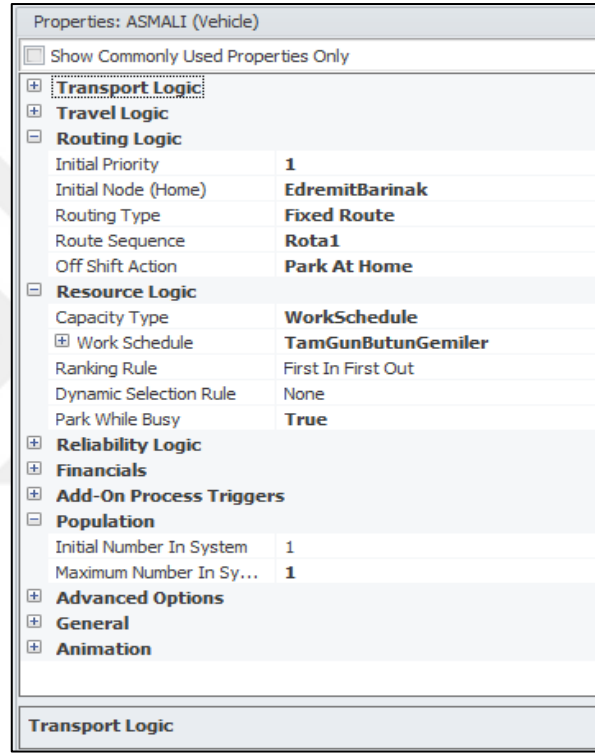 Properties: ASMALI (Vehicle)
Show Commonly Used Properties Only
Transport Logic
Travel Logic
Routing Logic
Initial Priority 1
Initial Node (Home) EdremitBarinak
Routing Type Fixed Route
Route Sequence Rota1
Off Shift Action Park At Home
Resource Logic
Capacity Type WorkSchedule
Work Schedule TamGunButunGemiler
Ranking Rule First In First Out
Dynamic Selection Rule None
Park While Busy True
Reliability Logic
Financials
Add-On Process Triggers
Population
Initial Number In System 1
Maximum Number In Sy... 1
Advanced Options
General
Animation
Transport Logic